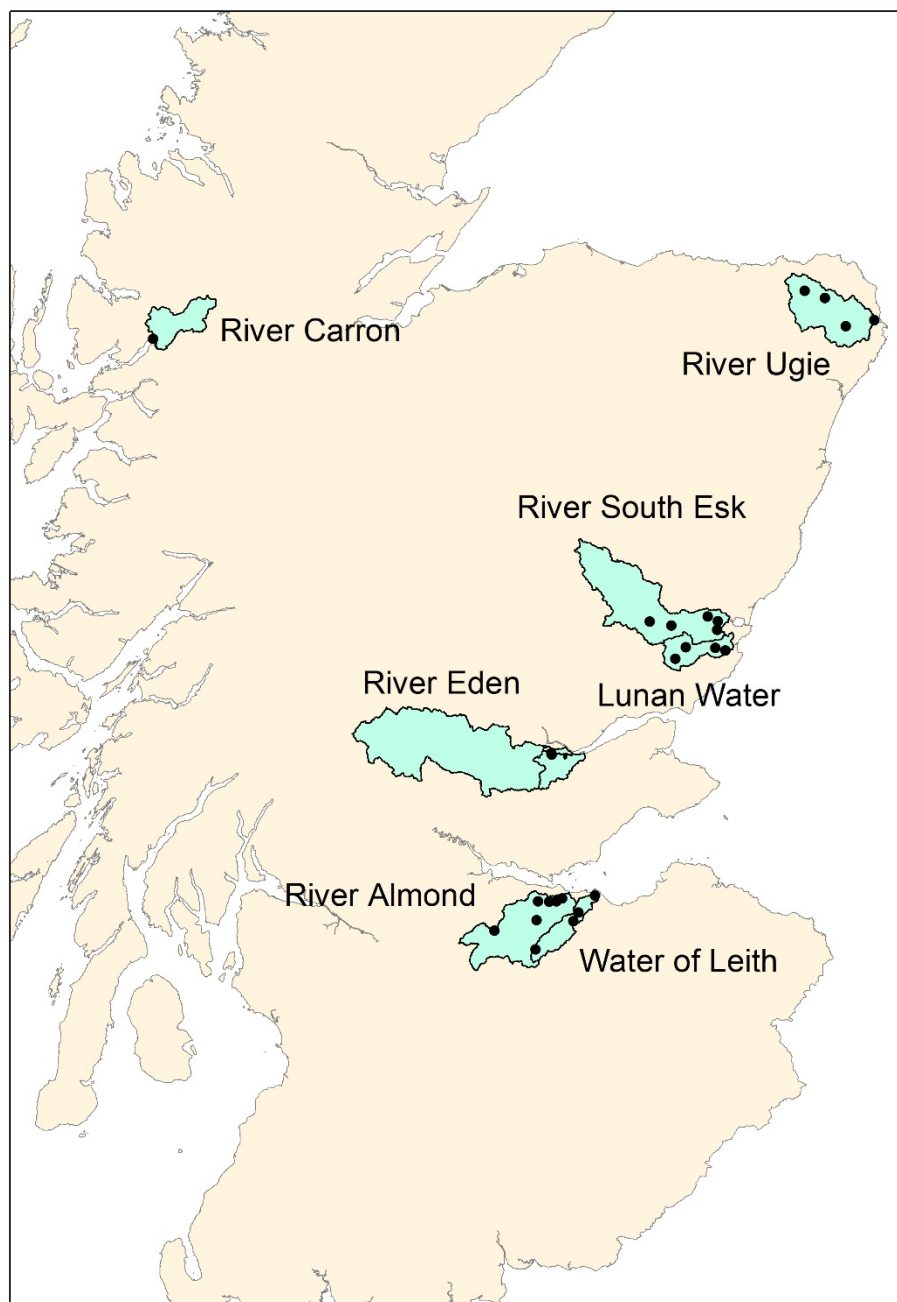 River Carron
River Ugie
River South Esk
River Eden
Lunan Water
River Almond
Water of Leith